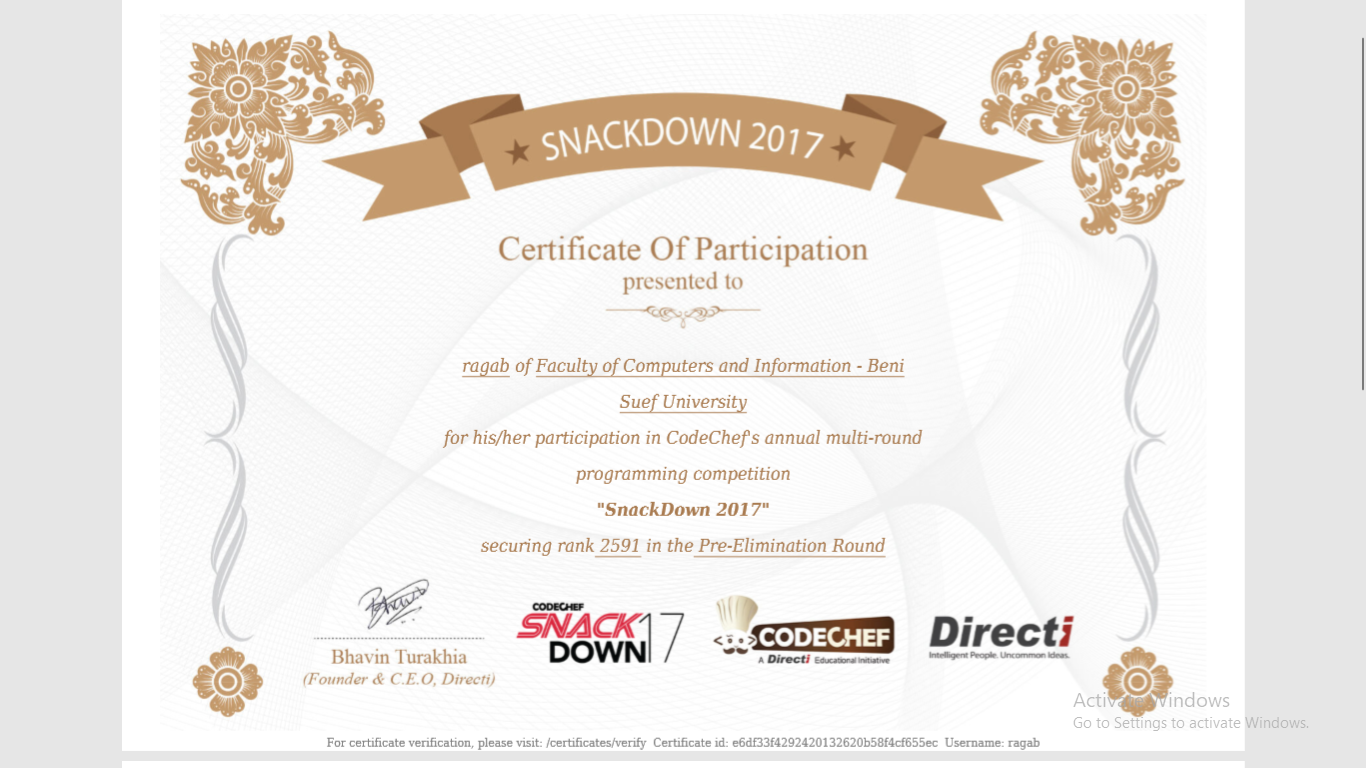 SNACKDOWN 2017
Certificate Of Participation
presented to
ragab of Faculty of Computers and Information - Beni
Suef University
for his/her participation in CodeChef's annual multi-round
programming competition
"SnackDown 2017"
securing rank 2591 in the Pre-Elimination Round
Bhavin Turakhia
(Founder & C.E.O, Directi)
CODECHEF
SNACK
DOWN 17
CODECHEF
A Directi Educational Initiative
Directi
Intelligent People. Uncommon Ideas.
Activate Windows
Go to Settings to activate Windows.
For certificate verification, please visit: /certificates/verify Certificate id: e6df33f4292420132620b58f4cf655ec Username: ragab